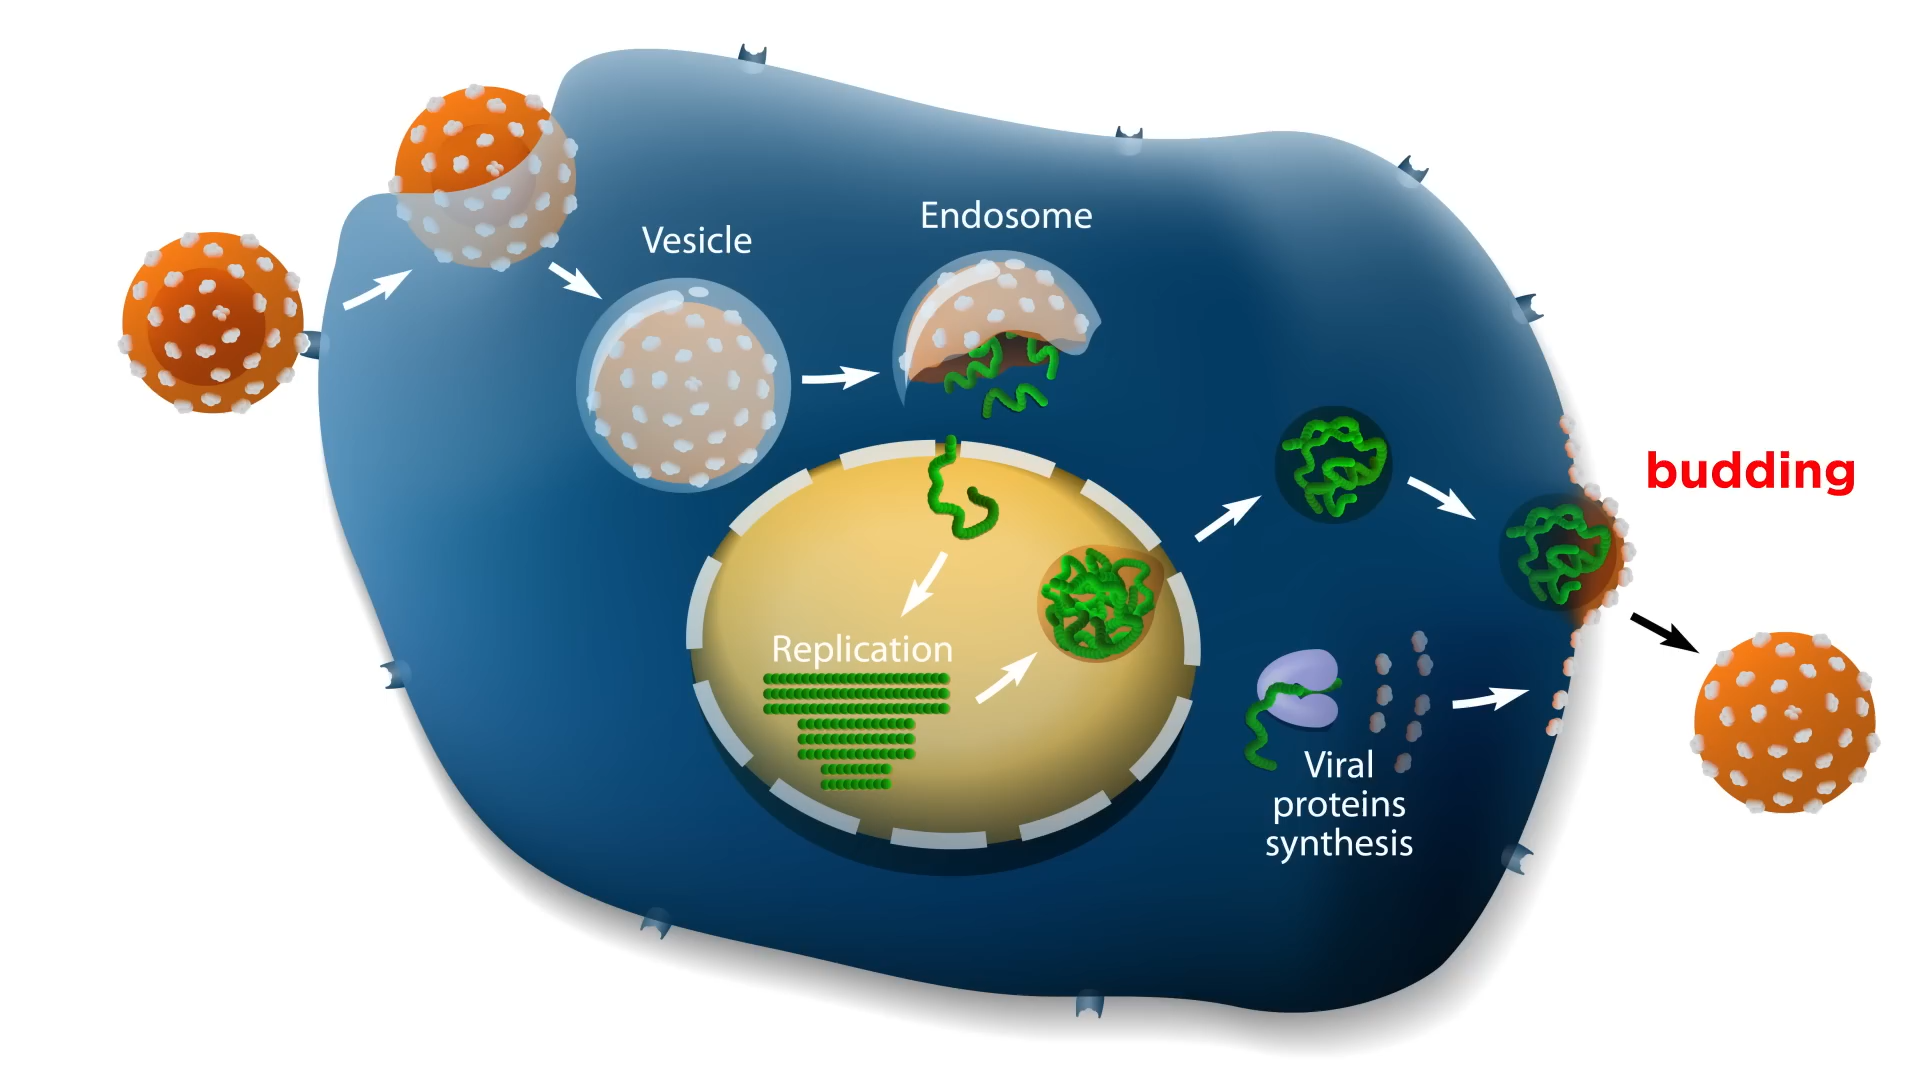 Vesicle
Endosome
budding
Replication
Viral
proteins
synthesis